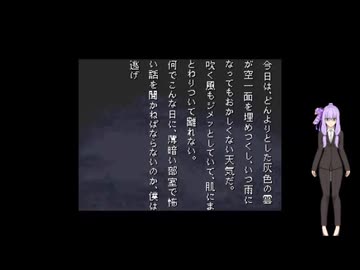 今日は、どんよりとした灰色の雲
が空一面を埋めつくし、いつ雨に
なってもおかしくない天気だ。
吹く風もジメッとしていて、肌にま
とわりついて離れない。
何でこんな日に、薄暗い部室で怖
い話を聞かねばならないのか、僕は
逃げ